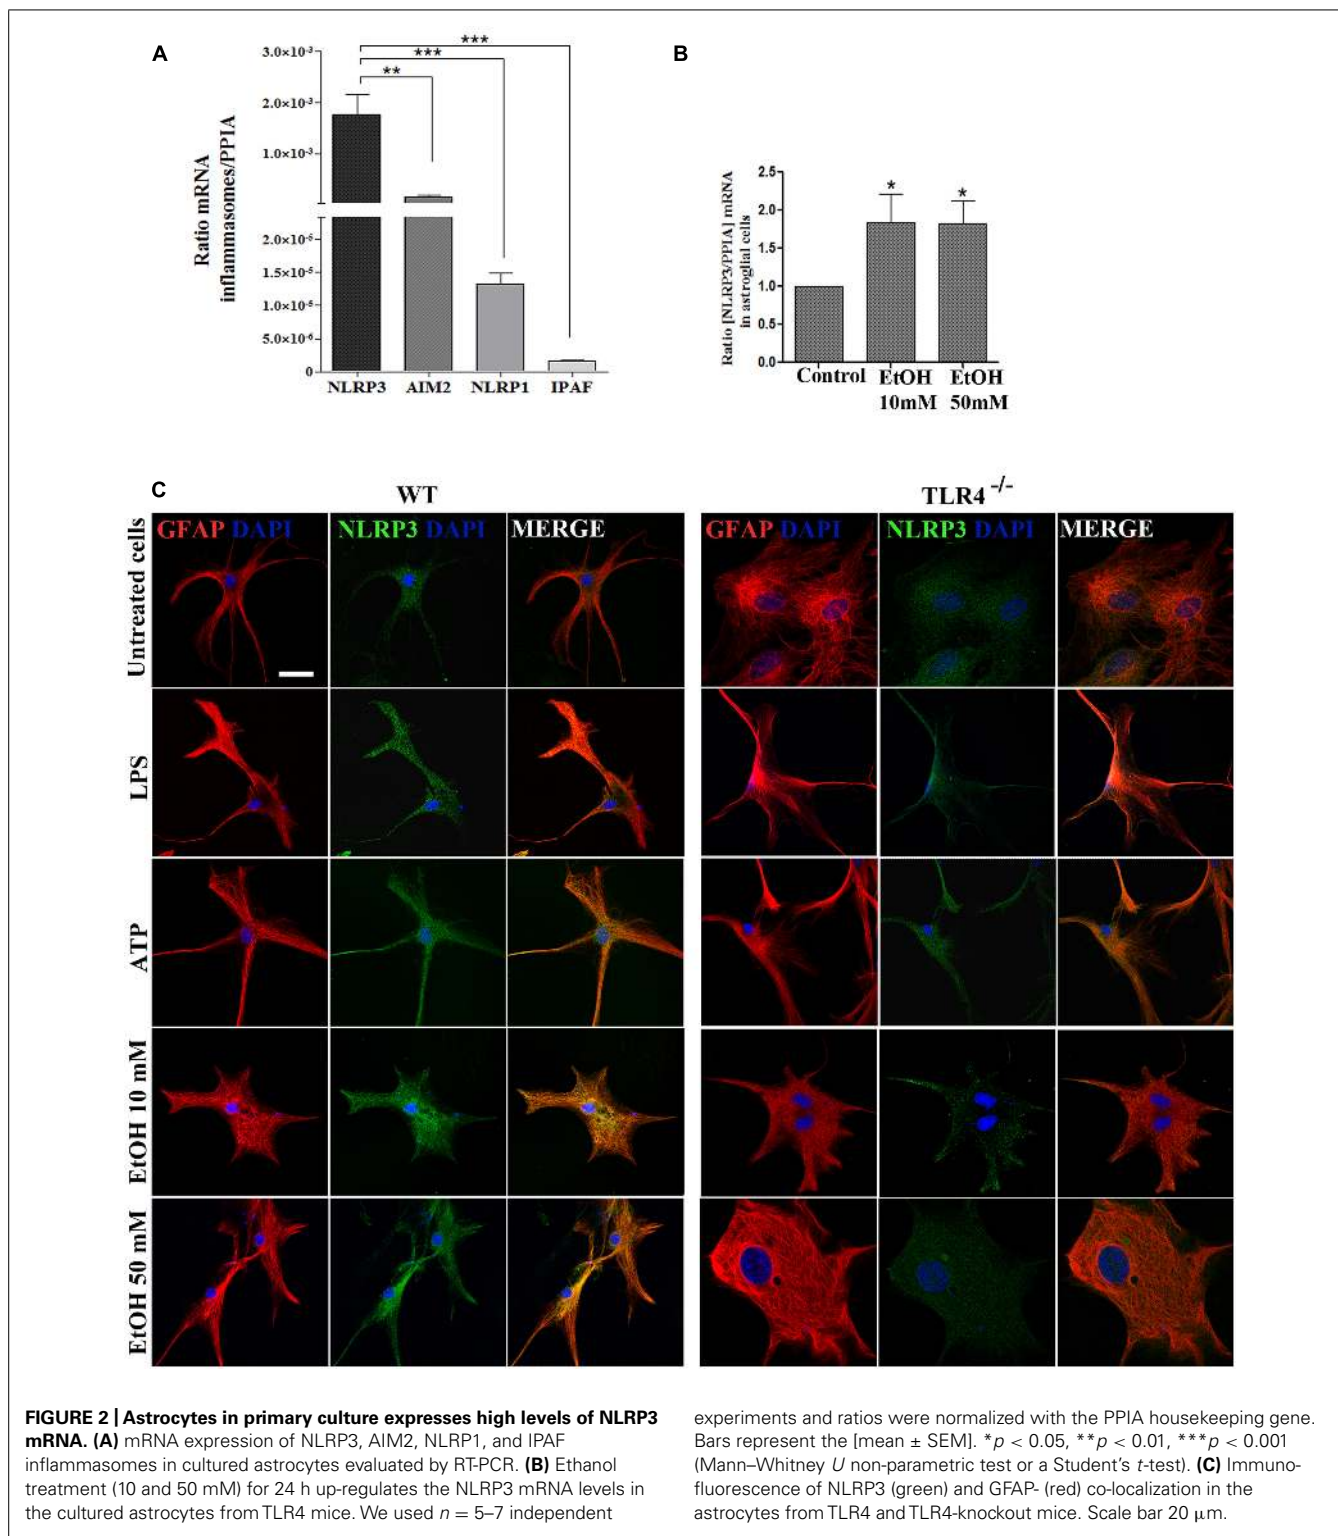 A
***
***
**
3.0×10⁻³
2.0×10⁻³
1.0×10⁻³
2.0×10⁻⁵
1.5×10⁻⁵
1.0×10⁻⁵
5.0×10⁻⁶
0
Ratio mRNA
inflammasomes/PPIA
NLRP3 AIM2 NLRP1 IPAF
B
2.5
2.0
1.5
1.0
0.5
0.0
* *
Ratio [NLRP3/PPIA] mRNA
in astroglial cells
Control EtOH EtOH
10mM 50mM
C
WT
TLR4 -/-
GFAP DAPI NLRP3 DAPI MERGE GFAP DAPI NLRP3 DAPI MERGE
Untreated cells
LPS
ATP
EtOH 10 mM
EtOH 50 mM
FIGURE 2 | Astrocytes in primary culture expresses high levels of NLRP3
mRNA. (A) mRNA expression of NLRP3, AIM2, NLRP1, and IPAF
inflammasomes in cultured astrocytes evaluated by RT-PCR. (B) Ethanol
treatment (10 and 50 mM) for 24 h up-regulates the NLRP3 mRNA levels in
the cultured astrocytes from TLR4 mice. We used n = 5–7 independent
experiments and ratios were normalized with the PPIA housekeeping gene.
Bars represent the [mean ± SEM]. *p < 0.05, **p < 0.01, ***p < 0.001
(Mann–Whitney U non-parametric test or a Student's t-test). (C) Immuno-
fluorescence of NLRP3 (green) and GFAP- (red) co-localization in the
astrocytes from TLR4 and TLR4-knockout mice. Scale bar 20 μm.